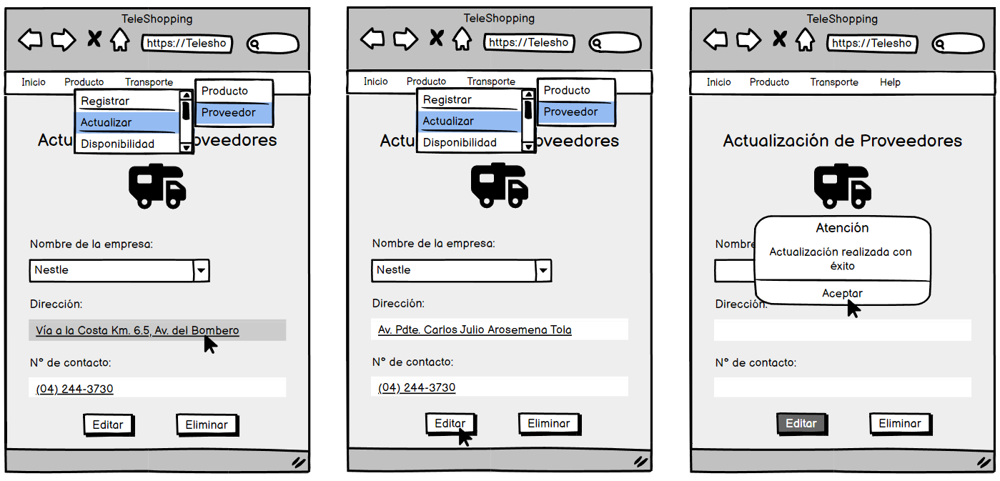 TeleShopping
https://Telesho
Inicio Producto Transporte
Registrar
Actualizar
Disponibilidad
Producto
Proveedor
Actu oveedores
Nombre de la empresa:
Nestle
Dirección:
Vía a la Costa Km. 6.5, Av. del Bombero
N° de contacto:
(04) 244-3730
Editar Eliminar
TeleShopping
https://Telesho
Inicio Producto Transporte
Registrar
Actualizar
Disponibilidad
Producto
Proveedor
Actu oveedores
Nombre de la empresa:
Nestle
Dirección:
Av. Pdte. Carlos Julio Arosemena Tola
N° de contacto:
(04) 244-3730
Editar Eliminar
TeleShopping
https://Telesho
Inicio Producto Transporte Help
Actualización de Proveedores
Nombre
Atención
Actualización realizada con
éxito
Aceptar
Dirección:
N° de contacto:
Editar Eliminar